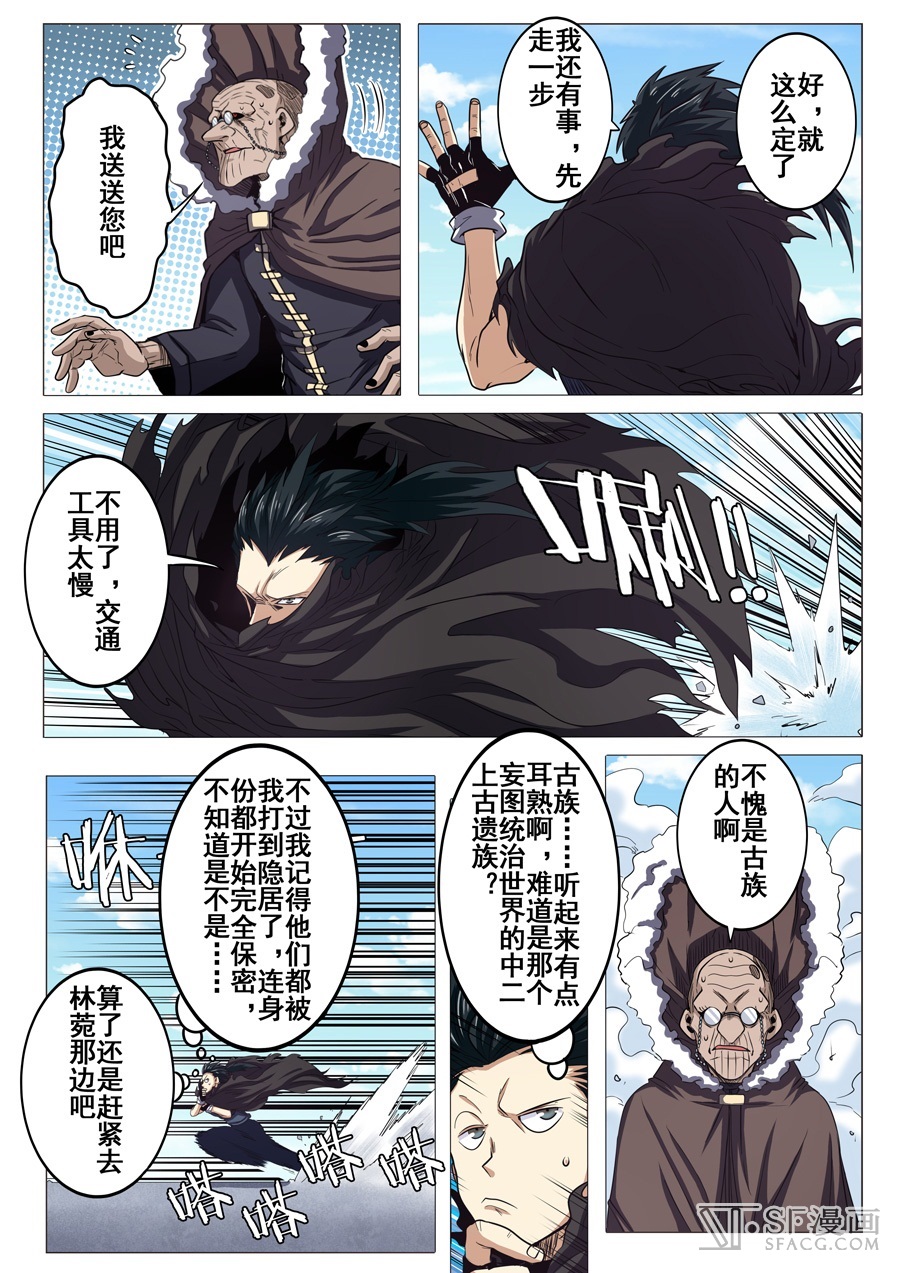 好，就
这么定了
我还有事，先
走一步
我送送您吧
不用了，交通
工具太慢
唰!!
不愧是古族
的人啊
古族……听起来有点
耳熟啊，难道是那个
妄图统治世界的中二
上古遗族?
不过我记得他们都被
我打到隐居了，连身
份都开始完全保密，
不知道是不是……
咻
算了还是赶紧去
林菀那边吧
嗒
嗒
嗒
嗒
SF漫画
SFACG.COM